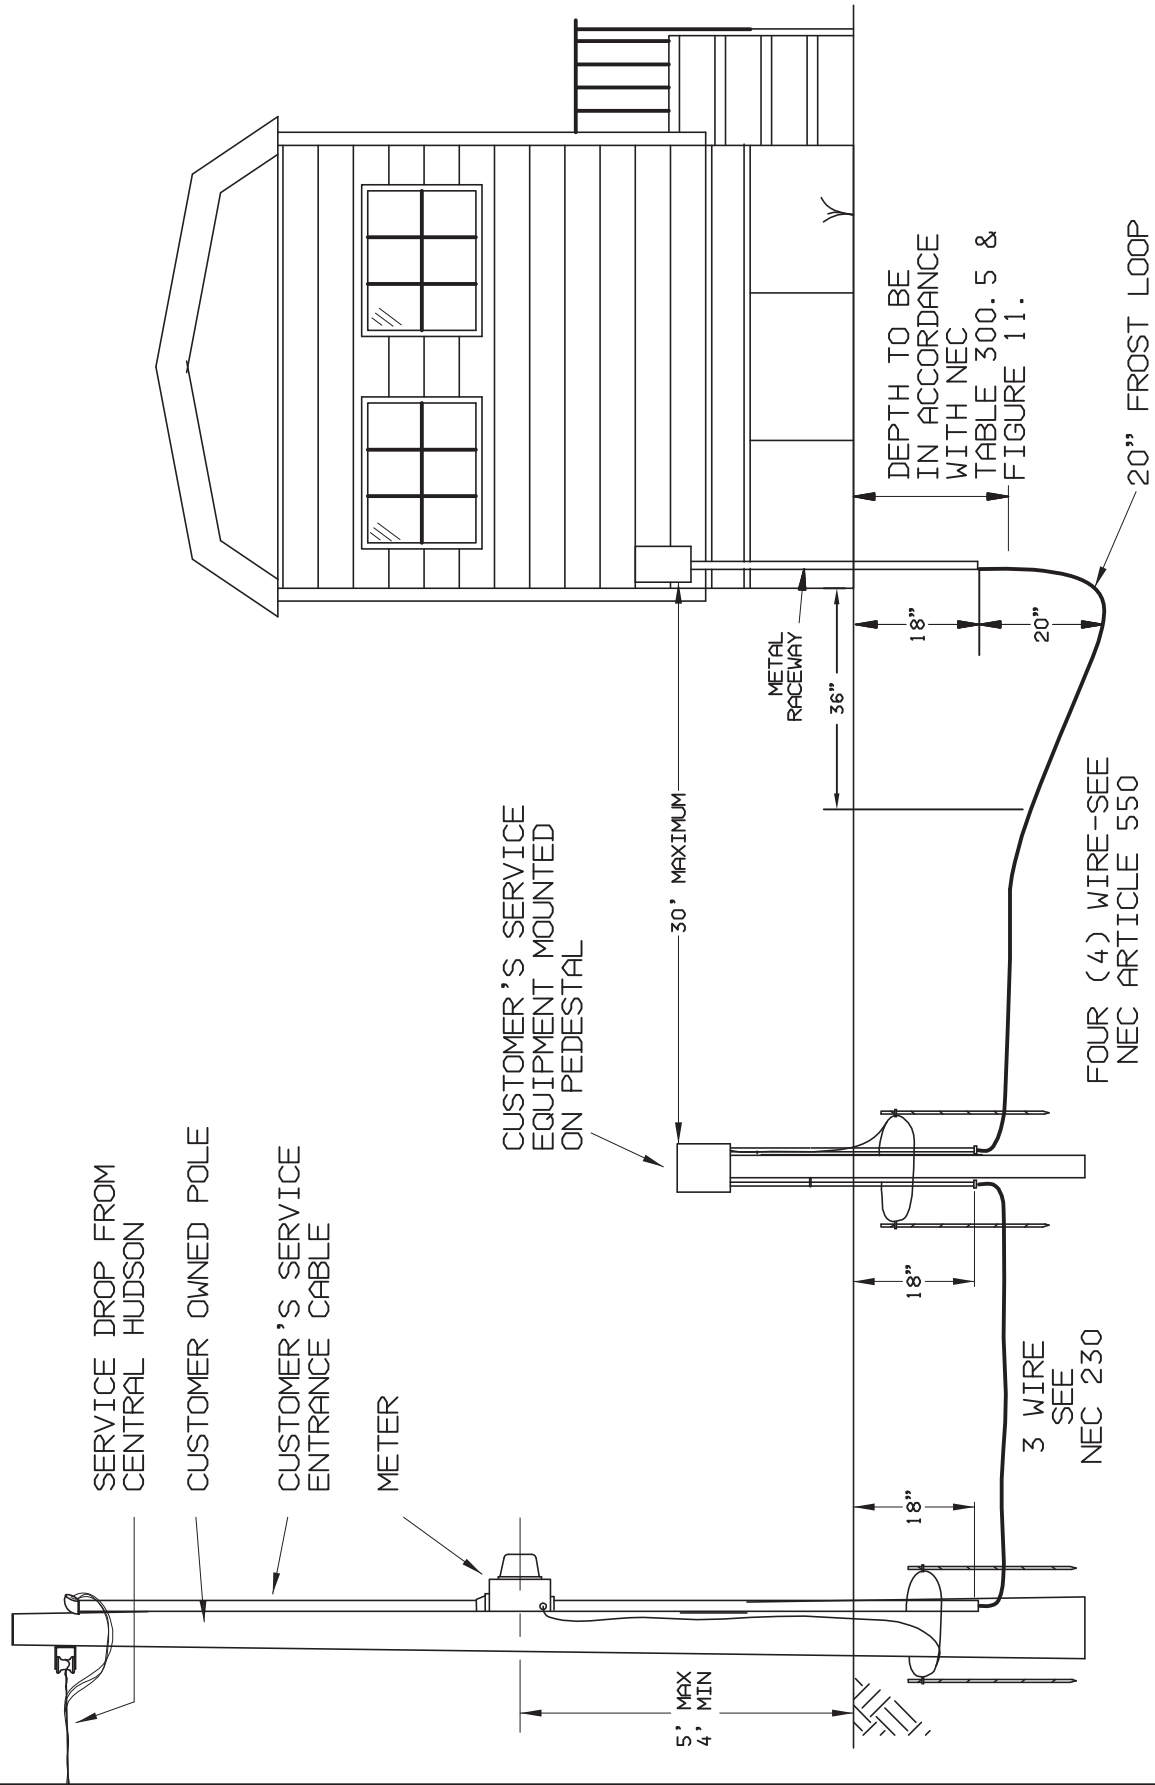 SERVICE DROP FROM
CENTRAL HUDSON
CUSTOMER OWNED POLE
CUSTOMER'S SERVICE
ENTRANCE CABLE
METER
5' MAX
4' MIN
CUSTOMER'S SERVICE
EQUIPMENT MOUNTED
ON PEDESTAL
30' MAXIMUM
METAL
RACEWAY
36"
18"
18"
18"
20"
3 WIRE
SEE
NEC 230
FOUR (4) WIRE-SEE
NEC ARTICLE 550
DEPTH TO BE
IN ACCORDANCE
WITH NEC
TABLE 300.5 &
FIGURE 11.
20" FROST LOOP